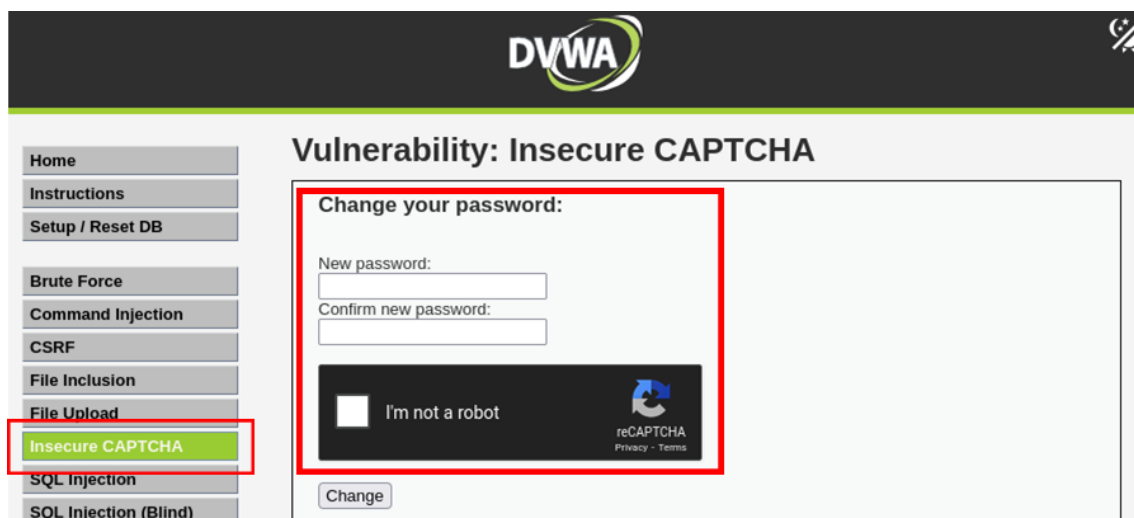 DVWA
Vulnerability: Insecure CAPTCHA
Home
Instructions
Setup / Reset DB
Brute Force
Command Injection
CSRF
File Inclusion
File Upload
Insecure CAPTCHA
SQL Injection
SQL Injection (Blind)
Change your password:
New password:
Confirm new password:
I'm not a robot
reCAPTCHA
Privacy - Terms
Change